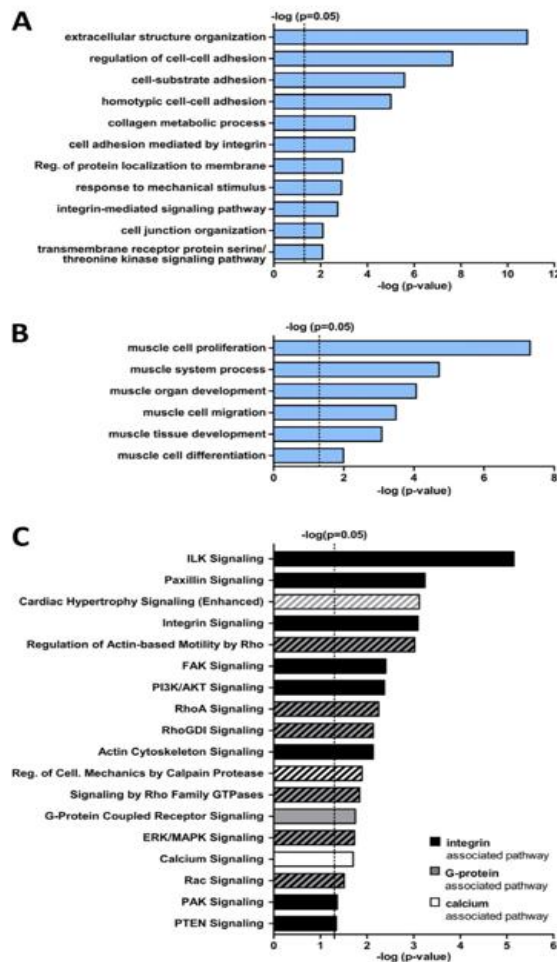 A
-log (p=0.05)
extracellular structure organization
regulation of cell-cell adhesion
cell-substrate adhesion
homotypic cell-cell adhesion
collagen metabolic process
cell adhesion mediated by integrin
Reg. of protein localization to membrane
response to mechanical stimulus
integrin-mediated signaling pathway
cell junction organization
transmembrane receptor protein serine/
threonine kinase signaling pathway
0 2 4 6 8 10 12
-log (p-value)
B
-log (p=0.05)
muscle cell proliferation
muscle system process
muscle organ development
muscle cell migration
muscle tissue development
muscle cell differentiation
0 2 4 6 8
-log (p-value)
C
-log(p=0.05)
ILK Signaling
Paxillin Signaling
Cardiac Hypertrophy Signaling (Enhanced)
Integrin Signaling
Regulation of Actin-based Motility by Rho
FAK Signaling
PI3K/AKT Signaling
RhoA Signaling
RhoGDI Signaling
Actin Cytoskeleton Signaling
Reg. of Cell. Mechanics by Calpain Protease
Signaling by Rho Family GTPases
G-Protein Coupled Receptor Signaling
ERK/MAPK Signaling
Calcium Signaling
Rac Signaling
PAK Signaling
PTEN Signaling
integrin
associated pathway
G-protein
associated pathway
calcium
associated pathway
0 1 2 3 4 5 6
-log (p-value)